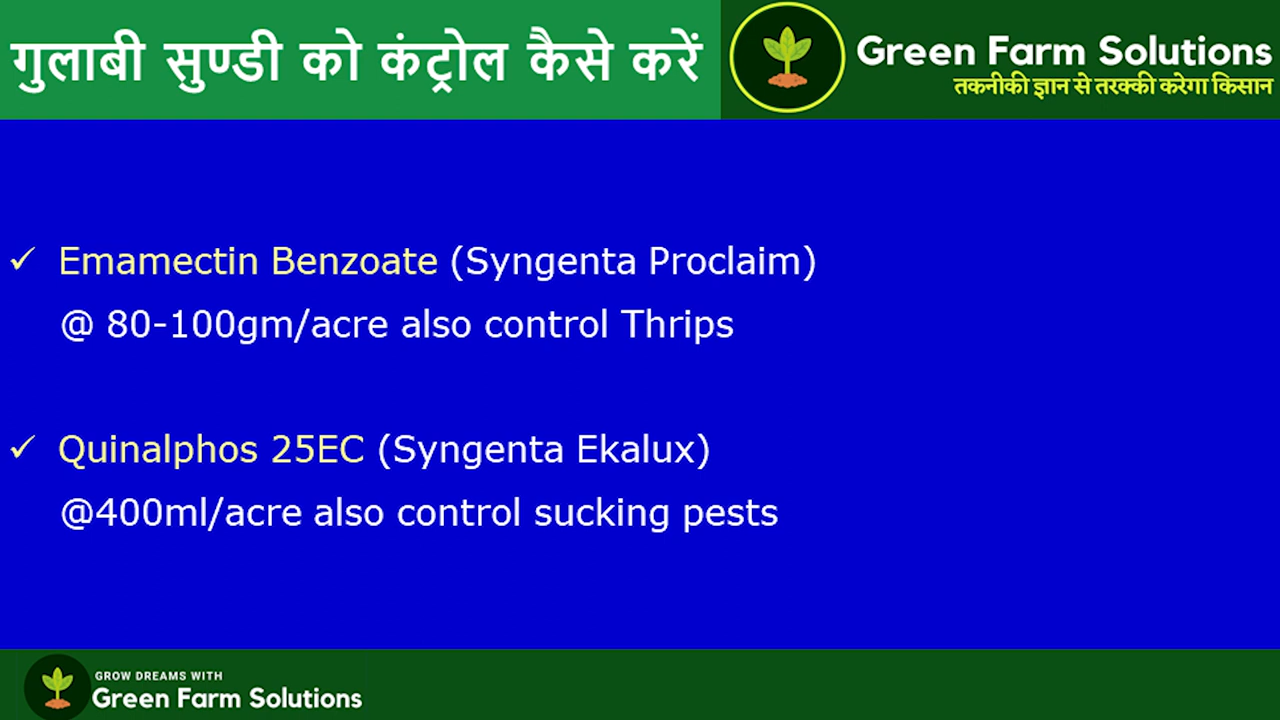 गुलाबी सुण्डी को कंट्रोल कैसे करें
Green Farm Solutions
तकनीकी ज्ञान से तरक्की करेगा किसान
✓ Emamectin Benzoate (Syngenta Proclaim)
@ 80-100gm/acre also control Thrips
✓ Quinalphos 25EC (Syngenta Ekalux)
@400ml/acre also control sucking pests
GROW DREAMS WITH
Green Farm Solutions